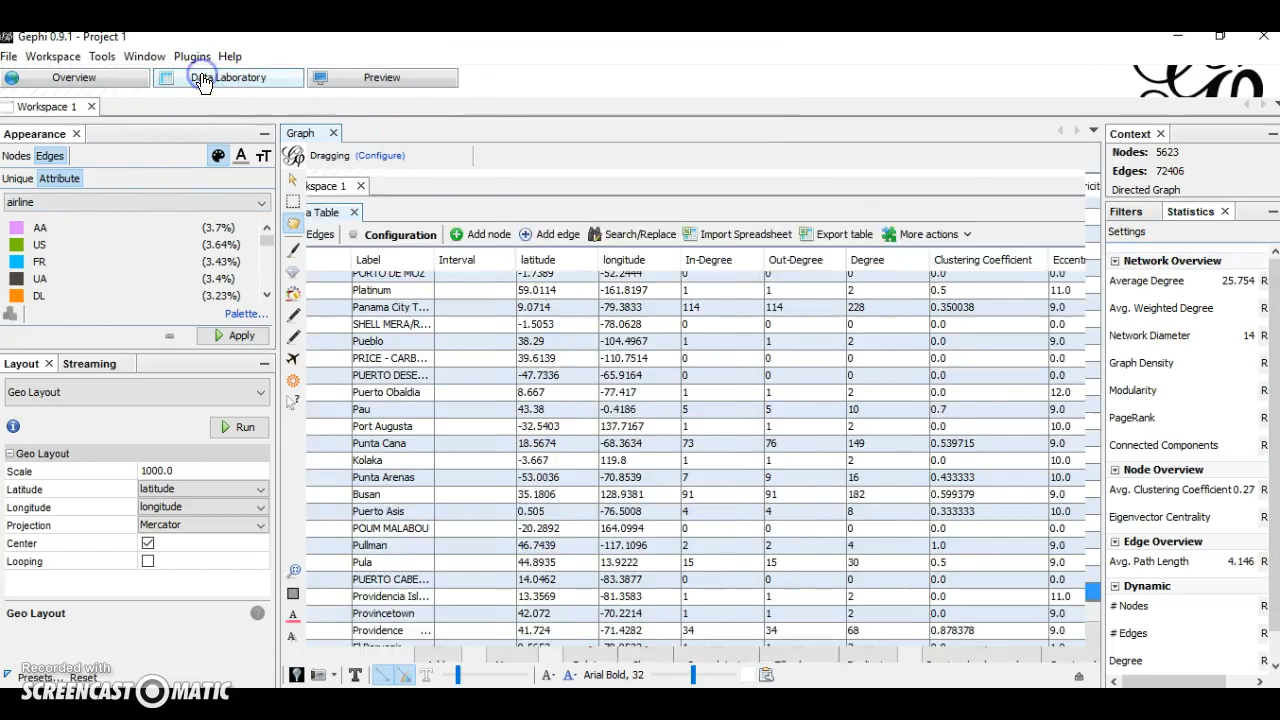 Gephi 0.9.1 - Project 1
File Workspace Tools Window Plugins Help
Overview Data Laboratory Preview
Workspace 1
Appearance
Nodes Edges
Unique Attribute
airline
AA (3.7%)
US (3.64%)
FR (3.43%)
UA (3.4%)
DL (3.23%)
Palette...
Apply
Layout Streaming
Geo Layout
Run
Geo Layout
Scale 1000.0
Latitude latitude
Longitude longitude
Projection Mercator
Center
Looping
Geo Layout
Presets... Reset
Recorded with
SCREENCAST MATIC
Graph
Dragging (Configure)
kspace 1
a Table
Edges Configuration Add node Add edge Search/Replace Import Spreadsheet Export table More actions
Label Interval latitude longitude In-Degree Out-Degree Degree Clustering Coefficient Eccent
PORTO DE MOZ -1.7389 -52.2444 0 0 0 0.0 0.0
Platinum 59.0114 -161.8197 1 1 2 0.5 11.0
Panama City T... 9.0714 -79.3833 114 114 228 0.350038 9.0
SHELL MERA/R... -1.5053 -78.0628 0 0 0 0.0 0.0
Pueblo 38.29 -104.4967 1 1 2 0.0 9.0
PRICE - CARB... 39.6139 -110.7514 0 0 0 0.0 0.0
PUERTO DESE... -47.7336 -65.9164 0 0 0 0.0 0.0
Puerto Obaldia 8.667 -77.417 1 1 2 0.0 12.0
Pau 43.38 -0.4186 5 5 10 0.7 9.0
Port Augusta -32.5403 137.7167 1 1 2 0.0 10.0
Punta Cana 18.5674 -68.3634 73 76 149 0.539715 9.0
Kolaka -3.667 119.8 1 1 2 0.0 10.0
Punta Arenas -53.0036 -70.8539 7 9 16 0.433333 10.0
Busan 35.1806 128.9381 91 91 182 0.599379 9.0
Puerto Asis 0.505 -76.5008 4 4 8 0.333333 10.0
POUM MALABOU -20.2892 164.0994 0 0 0 0.0 0.0
Pullman 46.7439 -117.1096 2 2 4 1.0 9.0
Pula 44.8935 13.9222 15 15 30 0.5 9.0
PUERTO CABE... 14.0462 -83.3877 0 0 0 0.0 0.0
Providencia Isl... 13.3569 -81.3583 1 1 2 0.0 11.0
Provincetown 42.072 -70.2214 1 1 2 0.0 9.0
Providence ... 41.724 -71.4282 34 34 68 0.878378 9.0
Arial Bold, 32
Context
Nodes: 5623
Edges: 72406
Directed Graph
Filters Statistics
Settings
Network Overview
Average Degree 25.754 R
Avg. Weighted Degree R
Network Diameter 14 R
Graph Density R
Modularity R
PageRank R
Connected Components R
Node Overview
Avg. Clustering Coefficient 0.27 R
Eigenvector Centrality R
Edge Overview
Avg. Path Length 4.146 R
Dynamic
# Nodes R
# Edges R
Degree R